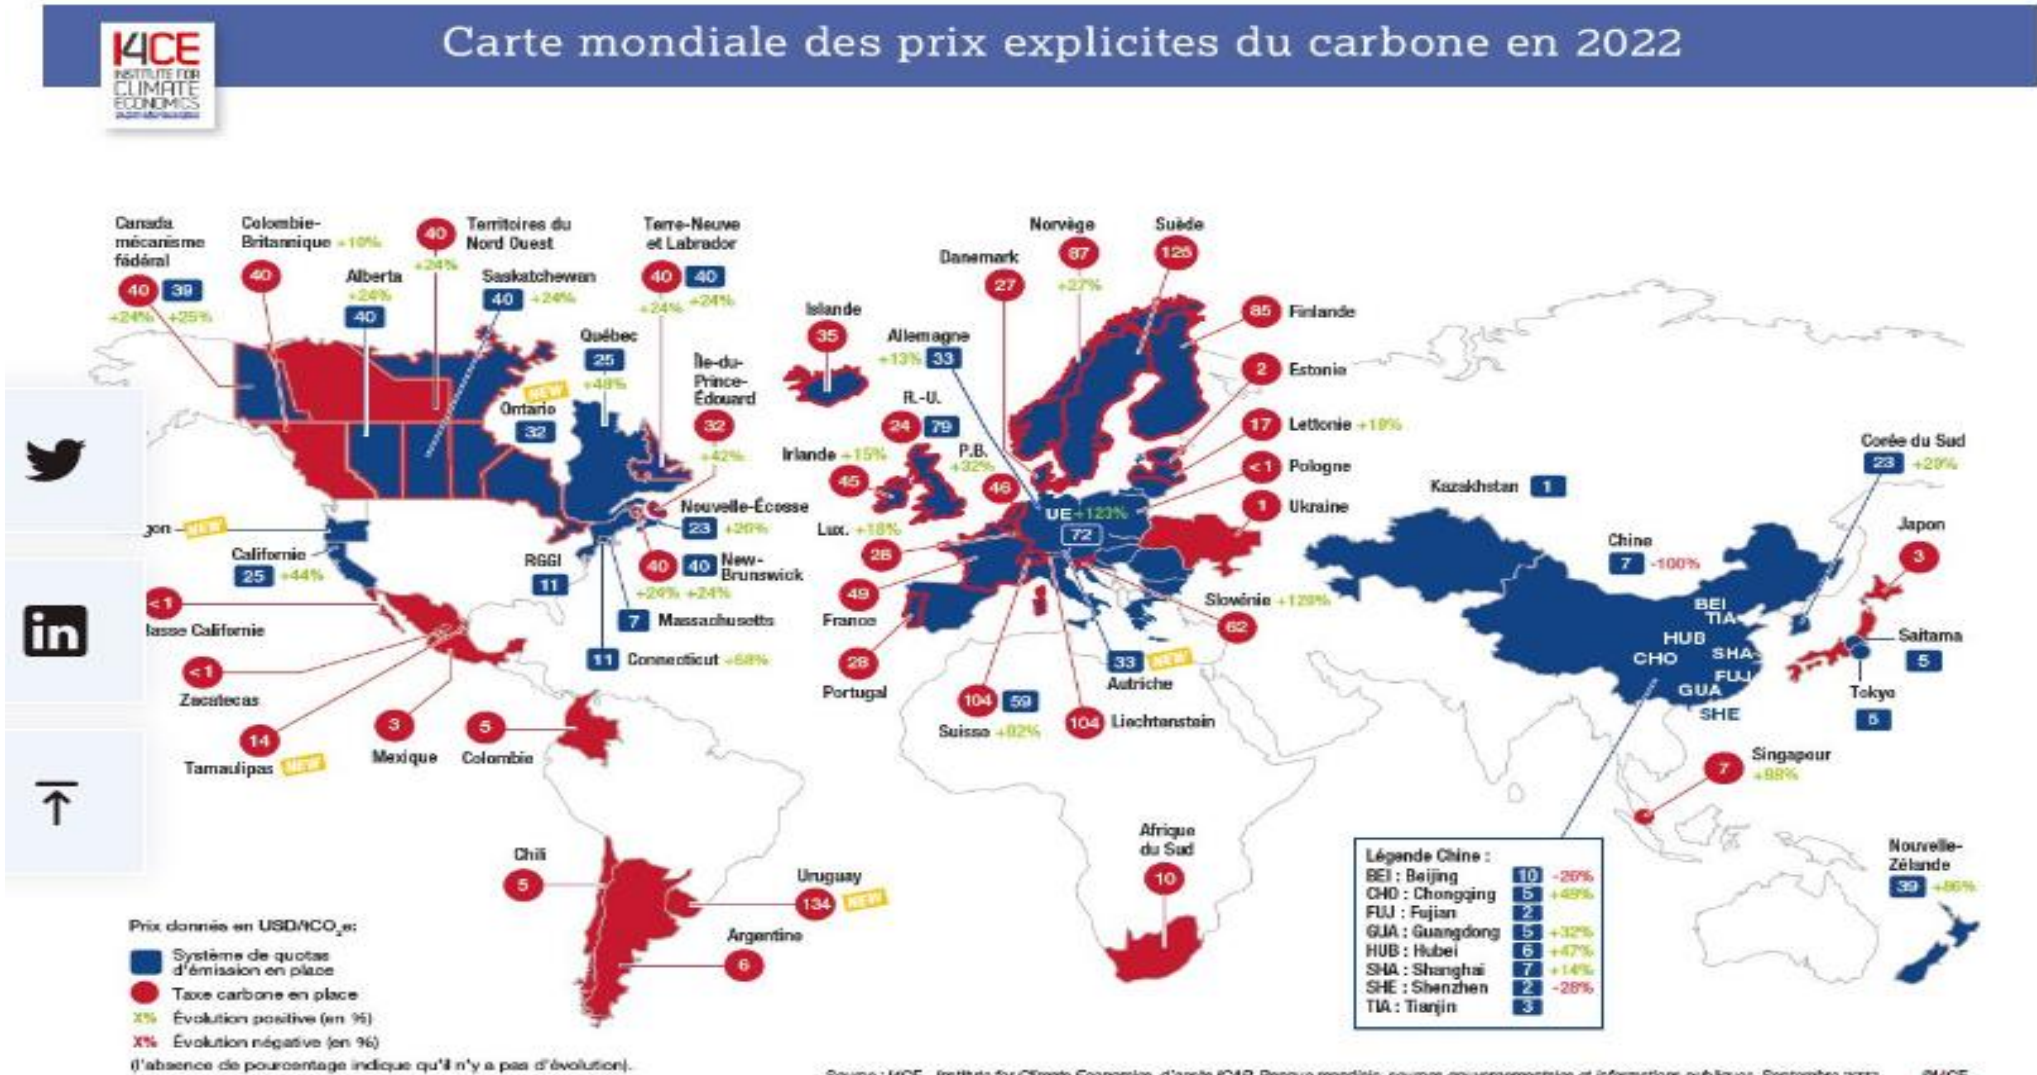 I4CE
INSTITUTE FOR
CLIMATE
ECONOMICS
Carte mondiale des prix explicites du carbone en 2022
Canada
mécanisme
fédéral
40 39
+24% +25%
Colombie-
Britannique +10%
40
Alberta
+24%
40
40
+24%
Territoires du
Nord Ouest
Saskatchewan
40 +24%
Terre-Neuve
et Labrador
40 40
+24% +24%
Québec
25
+48%
NEW
Ontario
32
Île-du-
Prince-
Édouard
32
+42%
Nouvelle-Écosse
23 +20%
40 40 New-
Brunswick
+24% +24%
gon NEW
Californie
25 +44%
RGGI
11
7 Massachusetts
11 Connecticut +68%
<1
asse Californie
<1
Zacatecas
14
Tamaulipas NEW
3
Mexique
5
Colombie
Chili
5
Uruguay
134 NEW
Argentine
6
Islande
35
Danemark
27
Norvège
87
+27%
Suède
125
Allemagne
+13% 33
R.-U.
24 79
Irlande +15%
45
P.B.
+32%
46
Lux. +18%
28
49
France
28
Portugal
UE +123%
72
85 Finlande
2 Estonie
17 Lettonie +19%
<1 Pologne
1 Ukraine
Slovénie +120%
62
33 NEW
Autriche
104 59
Suisse +92%
104 Liechtenstein
Afrique
du Sud
10
Kazakhstan 1
Chine
7 -100%
BEI
TIA
HUB
CHO
SHA
FUJ
GUA
SHE
Corée du Sud
23 +29%
Japon
3
Saitama
5
Tokyo
5
Singapour
7
+88%
Nouvelle-
Zélande
39 +86%
Légende Chine :
BEI : Beijing 10 -26%
CHO : Chongqing 5 +49%
FUJ : Fujian 2
GUA : Guangdong 5 +32%
HUB : Hubei 6 +47%
SHA : Shanghai 7 +14%
SHE : Shenzhen 2 -28%
TIA : Tianjin 3
Prix donnés en USD/tCO₂e:
Système de quotas
d'émission en place
Taxe carbone en place
X% Évolution positive (en %)
X% Évolution négative (en %)
(l'absence de pourcentage indique qu'il n'y a pas d'évolution).
in